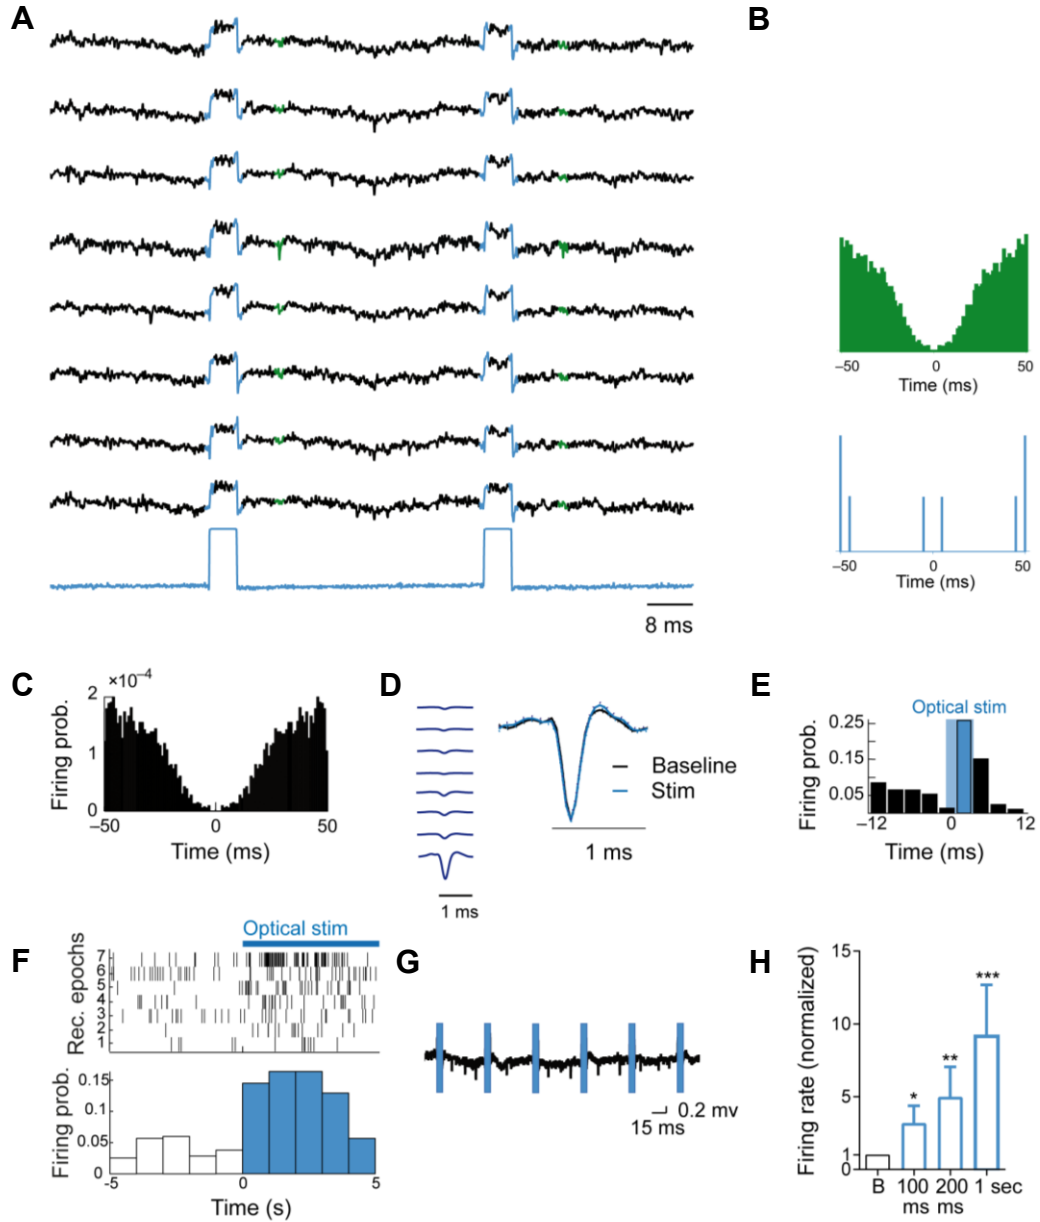 A
B
8 ms
−50 0 50
Time (ms)
−50 0 50
Time (ms)
C
×10⁻⁴
2
1
0
Firing prob.
−50 0 50
Time (ms)
D
Baseline
Stim
1 ms
1 ms
E
Optical stim
0.25
0.15
0.05
Firing prob.
−12 0 12
Time (ms)
F
Optical stim
Rec. epochs
7
6
5
4
3
2
1
Firing prob.
0.15
0.1
0.05
0
-5 0 5
Time (s)
G
0.2 mv
15 ms
H
Firing rate (normalized)
15
10
5
1
0
*
**
***
B 100 ms 200 ms 1 sec